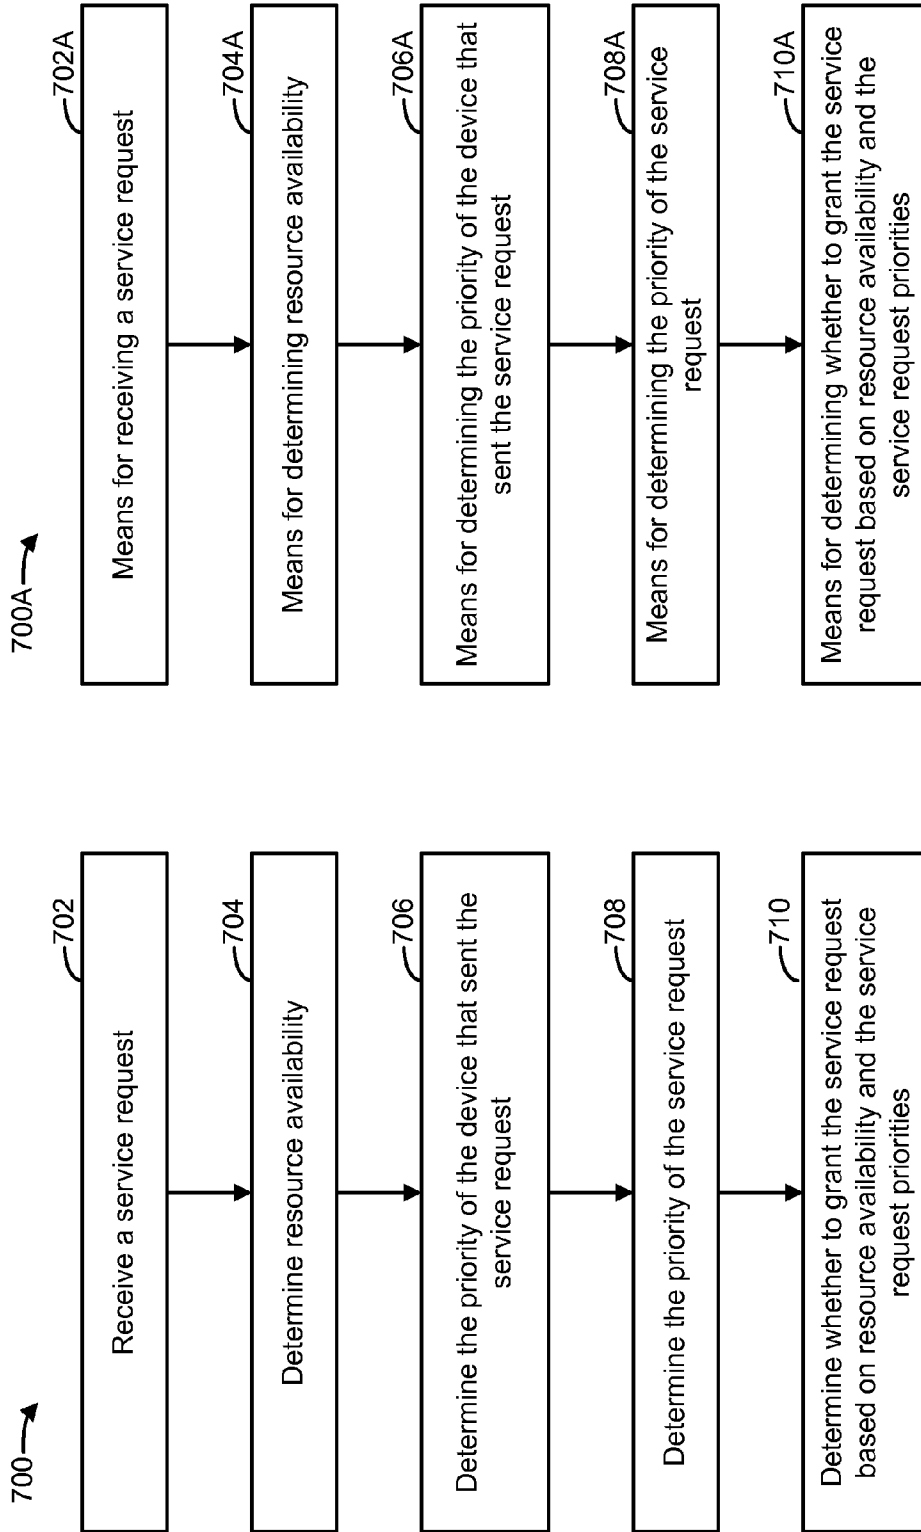 700
702
Receive a service request
704
Determine resource availability
706
Determine the priority of the device that sent the
service request
708
Determine the priority of the service request
710
Determine whether to grant the service request
based on resource availability and the service
request priorities
700A
702A
Means for receiving a service request
704A
Means for determining resource availability
706A
Means for determining the priority of the device that
sent the service request
708A
Means for determining the priority of the service
request
710A
Means for determining whether to grant the service
request based on resource availability and the
service request priorities